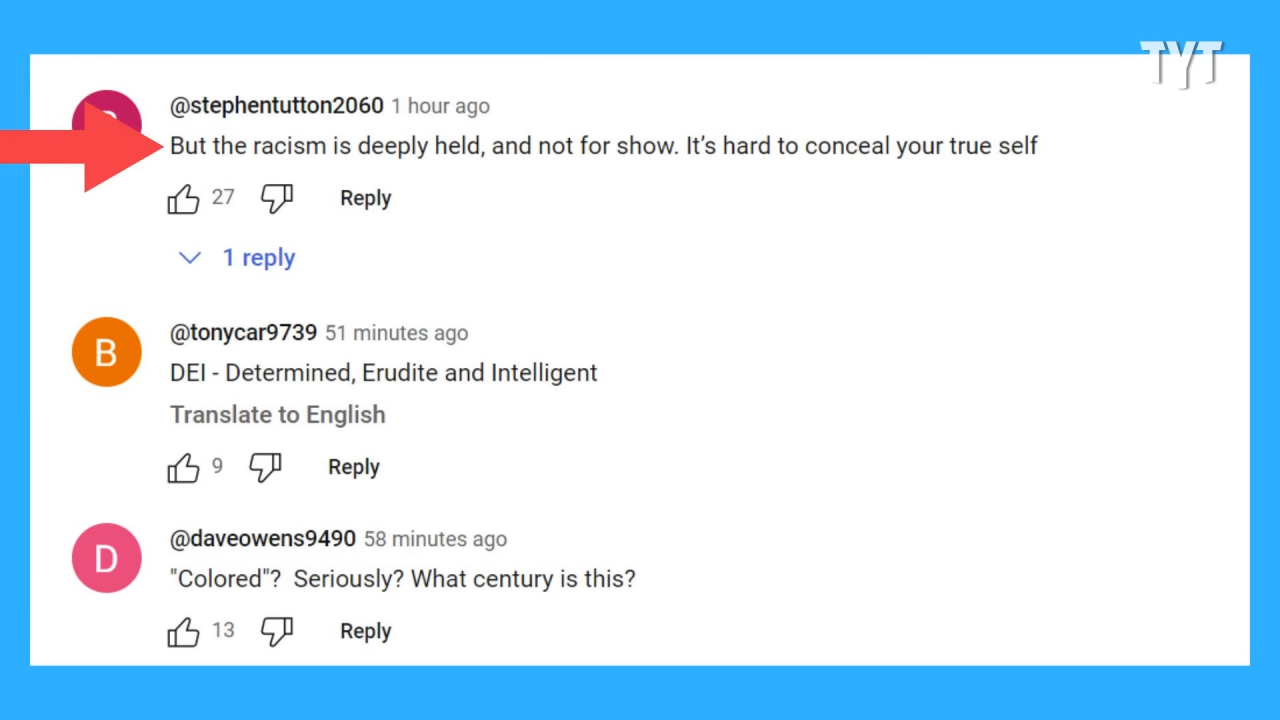 TYT
@stephentutton2060 1 hour ago
But the racism is deeply held, and not for show. It’s hard to conceal your true self
27 Reply
1 reply
B
@tonycar9739 51 minutes ago
DEI - Determined, Erudite and Intelligent
Translate to English
9 Reply
D
@daveowens9490 58 minutes ago
"Colored"? Seriously? What century is this?
13 Reply